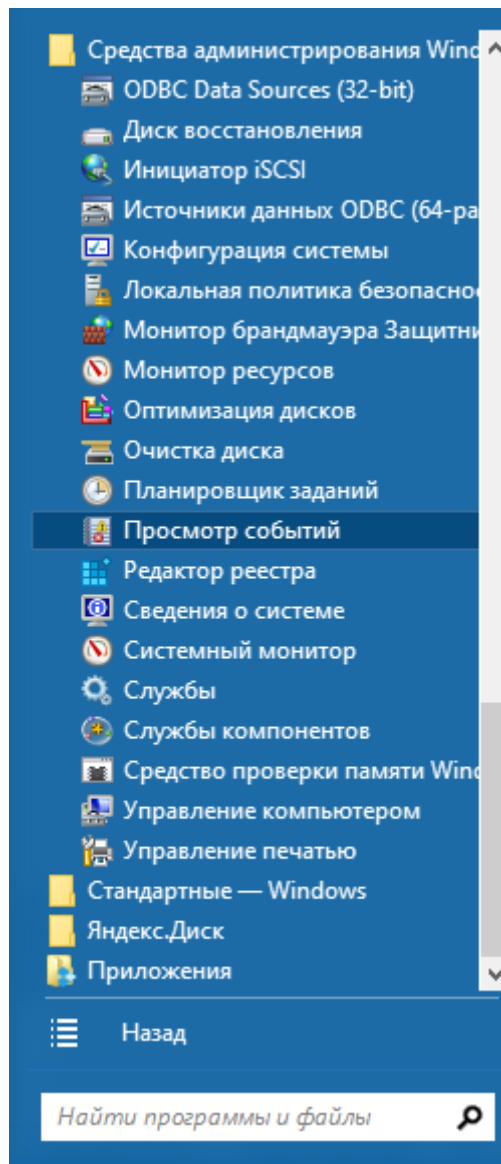 Средства администрирования Wind
ODBC Data Sources (32-bit)
Диск восстановления
Инициатор iSCSI
Источники данных ODBC (64-ра
Конфигурация системы
Локальная политика безопасно
Монитор брандмауэра Защитни
Монитор ресурсов
Оптимизация дисков
Очистка диска
Планировщик заданий
Просмотр событий
Редактор реестра
Сведения о системе
Системный монитор
Службы
Службы компонентов
Средство проверки памяти Wind
Управление компьютером
Управление печатью
Стандартные — Windows
Яндекс.Диск
Приложения
Назад
Найти программы и файлы